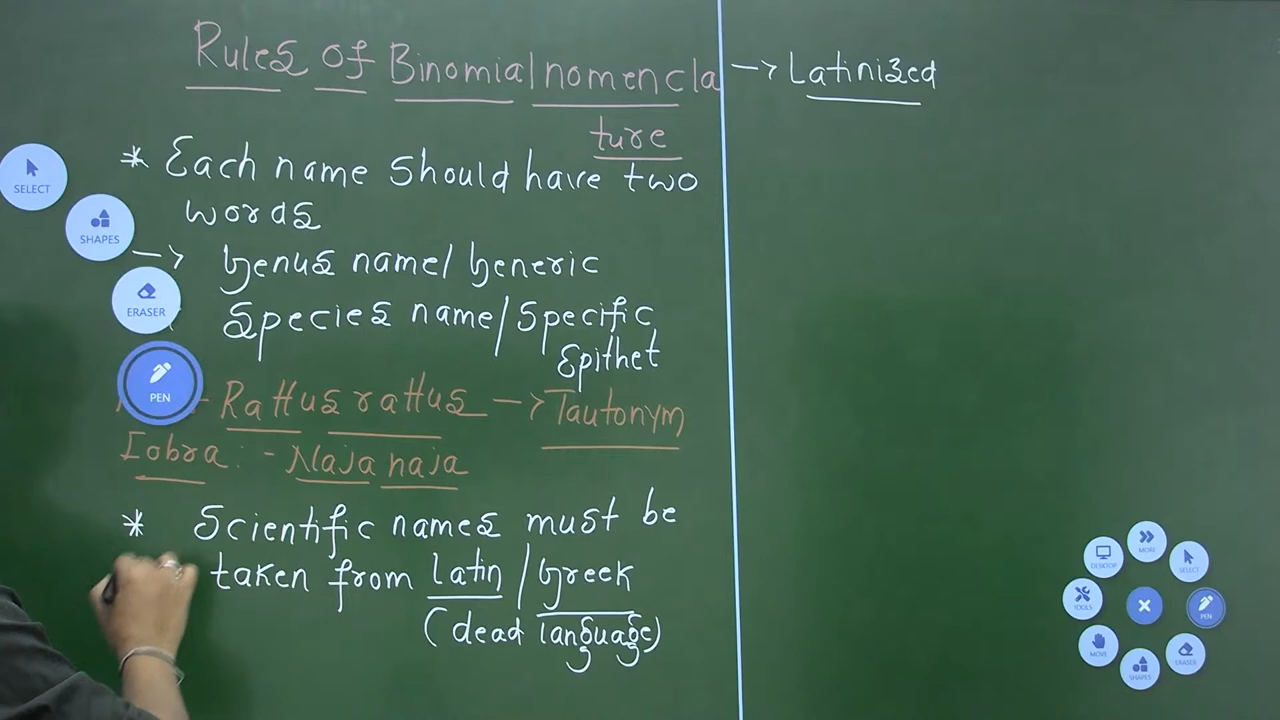 Rules of Binomial nomencla
ture
* Each name should have two
words
-> Genus name/Generic
Species name/Specific
Epithet
Rattus rattus -> Tautonym
Cobra :- Naja naja
* Scientific names must be
taken from latin/Greek
(dead language)
-> Latinized
SELECT
SHAPES
ERASER
PEN
MORE
DESKTOP
SELECT
TOOLS
PEN
MOVE
ERASER
SHAPES